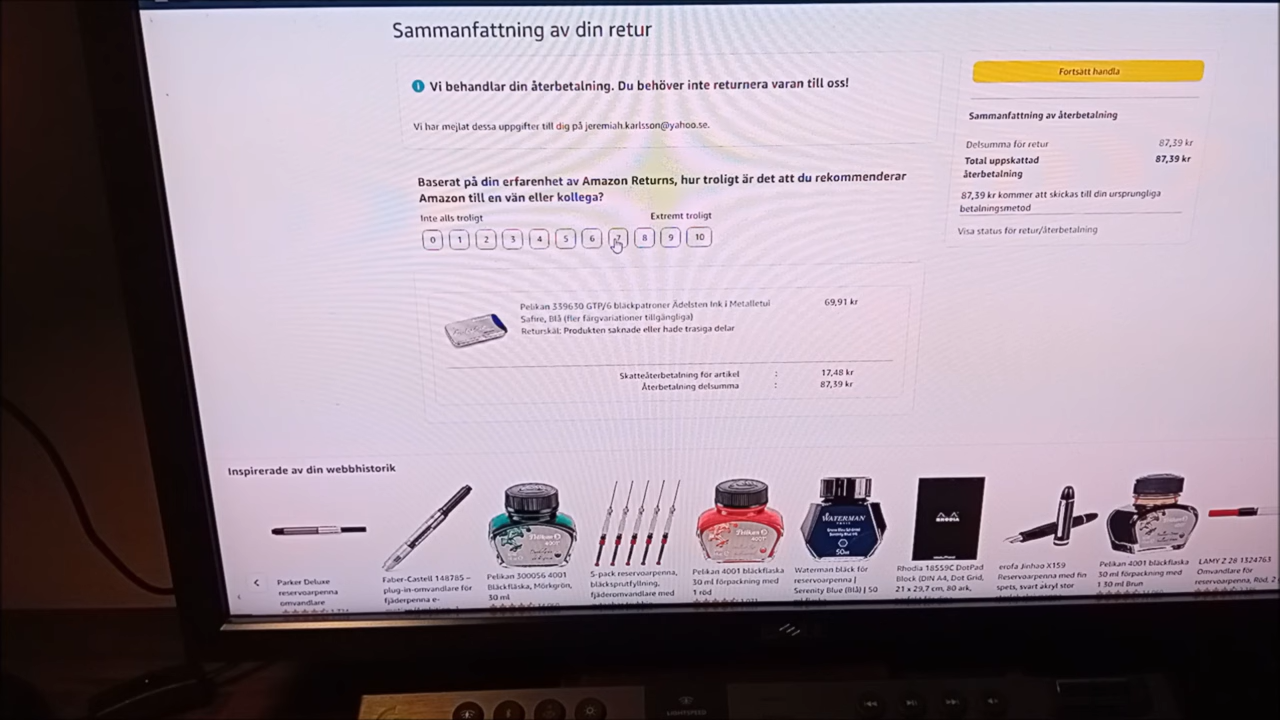 Sammanfattning av din retur
Vi behandlar din återbetalning. Du behöver inte returnera varan till oss!
Vi har mejlat dessa uppgifter till dig på jeremiah.karlsson@yahoo.se.
Baserat på din erfarenhet av Amazon Returns, hur troligt är det att du rekommenderar
Amazon till en vän eller kollega?
Inte alls troligt Extremt troligt
0 1 2 3 4 5 6 7 8 9 10
Pelikan 339630 GTP/6 bläckpatroner Ädelsten Ink i Metalletui 69,91 kr
Safire, Blå (fler färgvariationer tillgängliga)
Returskäl: Produkten saknade eller hade trasiga delar
Skatteåterbetalning för artikel : 17,48 kr
Återbetalning delsumma : 87,39 kr
Fortsätt handla
Sammanfattning av återbetalning
Delsumma för retur 87,39 kr
Total uppskattad 87,39 kr
återbetalning
87,39 kr kommer att skickas till din ursprungliga
betalningsmetod
Visa status för retur/återbetalning
Inspirerade av din webbhistorik
Parker Deluxe
reservoarpenna
omvandlare
Faber-Castell 148785 –
plug-in-omvandlare för
fjäderpenna e-
Pelikan 300056 4001
Bläckflaska, Mörkgrön,
30 ml
5-pack reservoarpenna,
bläcksprutfyllning,
fjäderomvandlare med
Pelikan 4001 bläckflaska
30 ml förpackning med
1 röd
WATERMAN
50ml
Waterman bläck för
reservoarpenna |
Serenity Blue (Blå) | 50
RHODIA
Rhodia 18559C DotPad
Block (DIN A4, Dot Grid,
21 x 29,7 cm, 80 ark,
erofa Jinhao X159
Reservoarpenna med fin
spets, svart akryl stor
Pelikan 4001 bläckflaska
30 ml förpackning med
1 30 ml Brun
LAMY Z 28 1324763
Omvandlare för
reservoarpenna, Röd, 2
hp
LIGHTSPEED